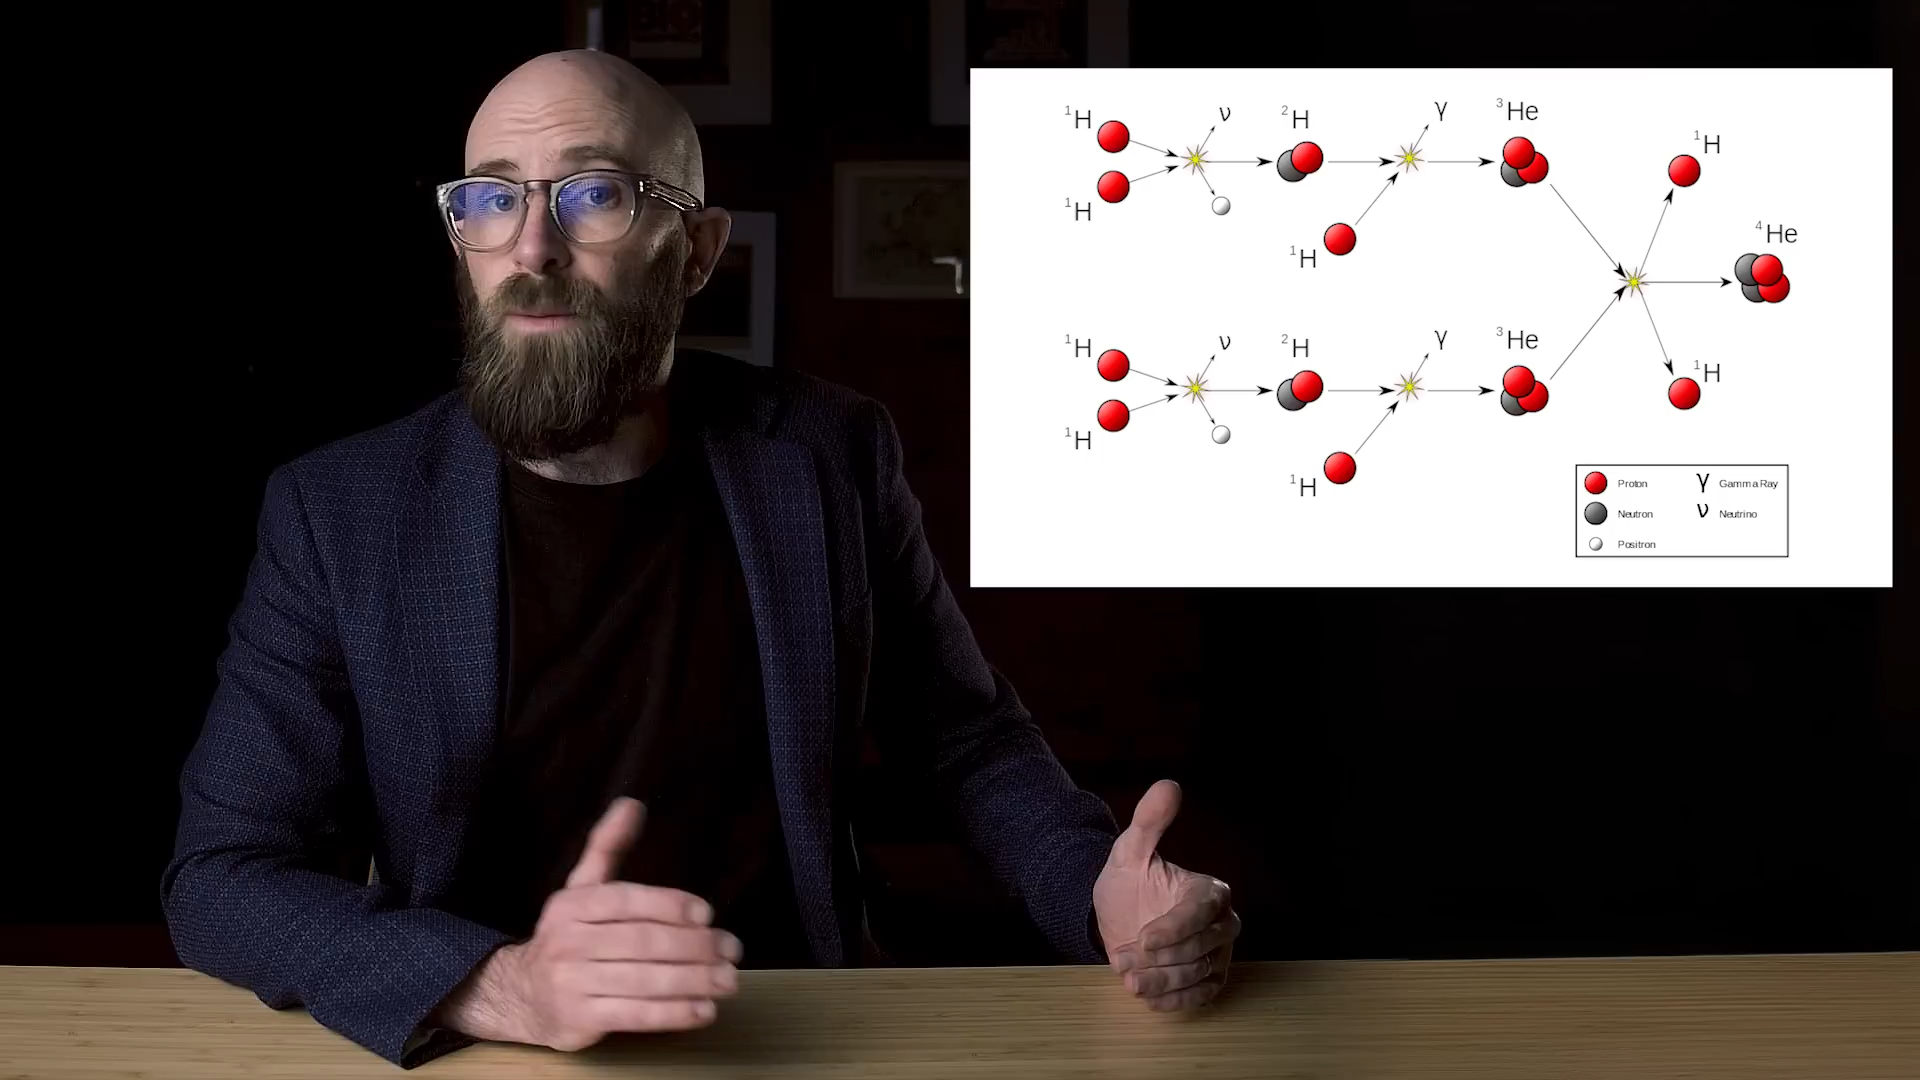 ¹H ν ²H γ ³He ¹H
¹H
¹H
⁴He
¹H ν ²H γ ³He ¹H
¹H
¹H
Proton γ Gamma Ray
Neutron ν Neutrino
Positron